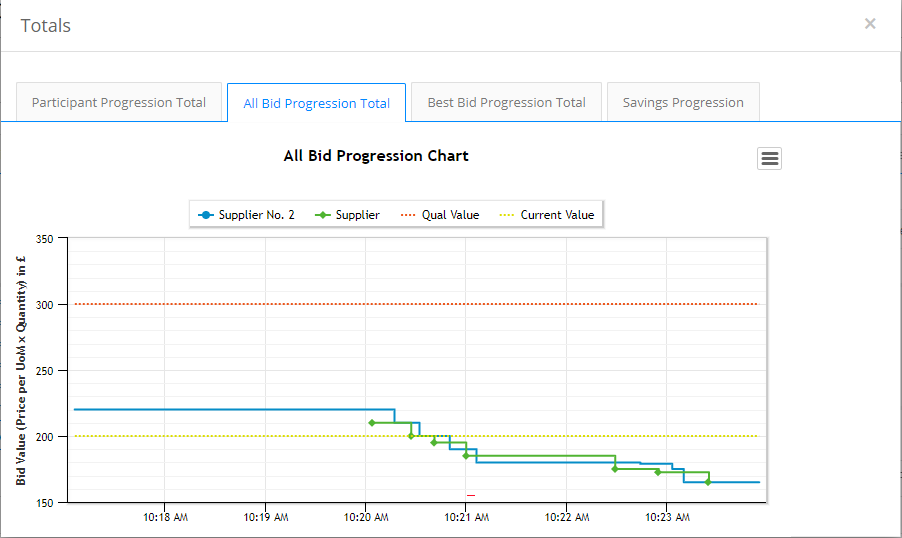 Totals ×
Participant Progression Total All Bid Progression Total Best Bid Progression Total Savings Progression
All Bid Progression Chart
Supplier No. 2 Supplier Qual Value Current Value
Bid Value (Price per UoM x Quantity) in £
350
300
250
200
150
10:18 AM 10:19 AM 10:20 AM 10:21 AM 10:22 AM 10:23 AM